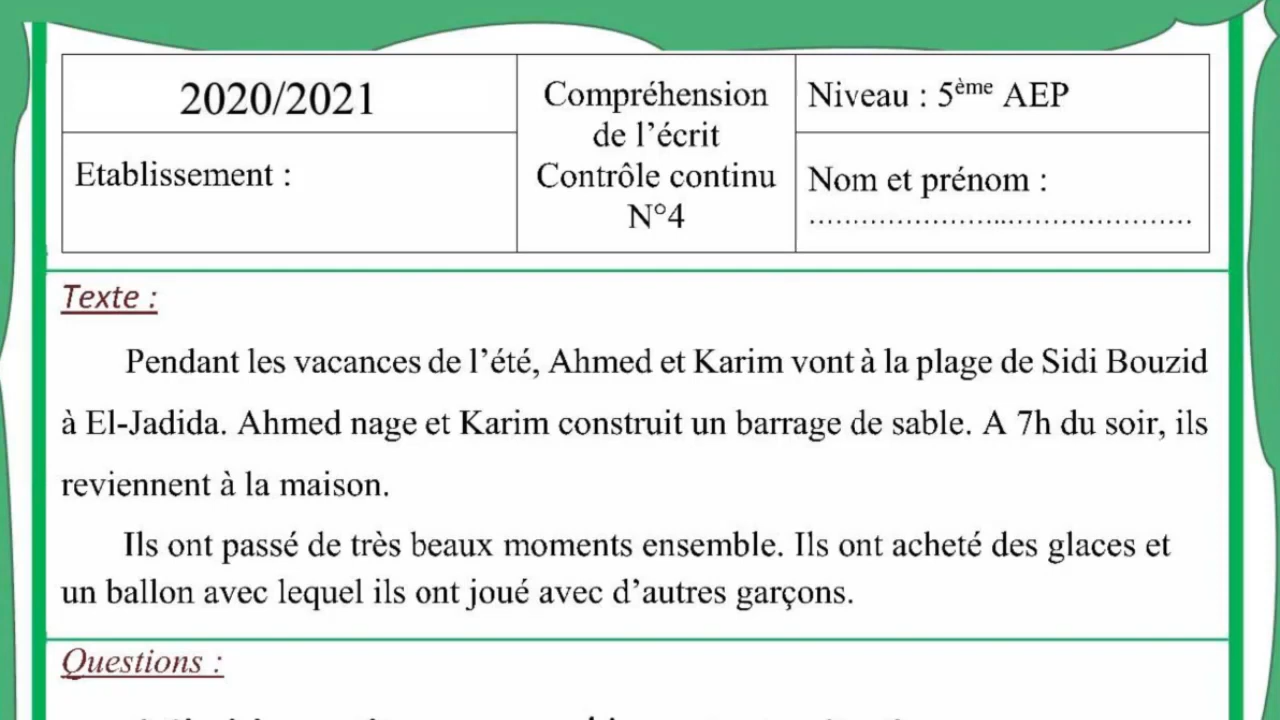 2020/2021
Compréhension
de l’écrit
Contrôle continu
N°4
Niveau : 5ème AEP
Etablissement :
Nom et prénom :
…………………..…………………
Texte :
Pendant les vacances de l’été, Ahmed et Karim vont à la plage de Sidi Bouzid
à El-Jadida. Ahmed nage et Karim construit un barrage de sable. A 7h du soir, ils
reviennent à la maison.
Ils ont passé de très beaux moments ensemble. Ils ont acheté des glaces et
un ballon avec lequel ils ont joué avec d’autres garçons.
Questions :